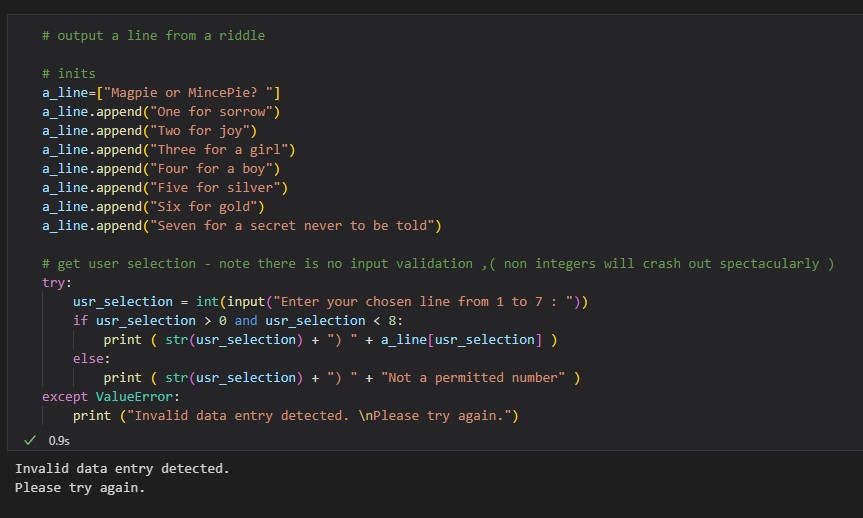 # output a line from a riddle
# inits
a_line=["Magpie or MincePie? "]
a_line.append("One for sorrow")
a_line.append("Two for joy")
a_line.append("Three for a girl")
a_line.append("Four for a boy")
a_line.append("Five for silver")
a_line.append("Six for gold")
a_line.append("Seven for a secret never to be told")
# get user selection - note there is no input validation ,( non integers will crash out spectacularly )
try:
    usr_selection = int(input("Enter your chosen line from 1 to 7 : "))
    if usr_selection > 0 and usr_selection < 8:
        print ( str(usr_selection) + ") " + a_line[usr_selection] )
    else:
        print ( str(usr_selection) + ") " + "Not a permitted number" )
except ValueError:
    print ("Invalid data entry detected. \nPlease try again.")
✓ 0.9s
Invalid data entry detected.
Please try again.